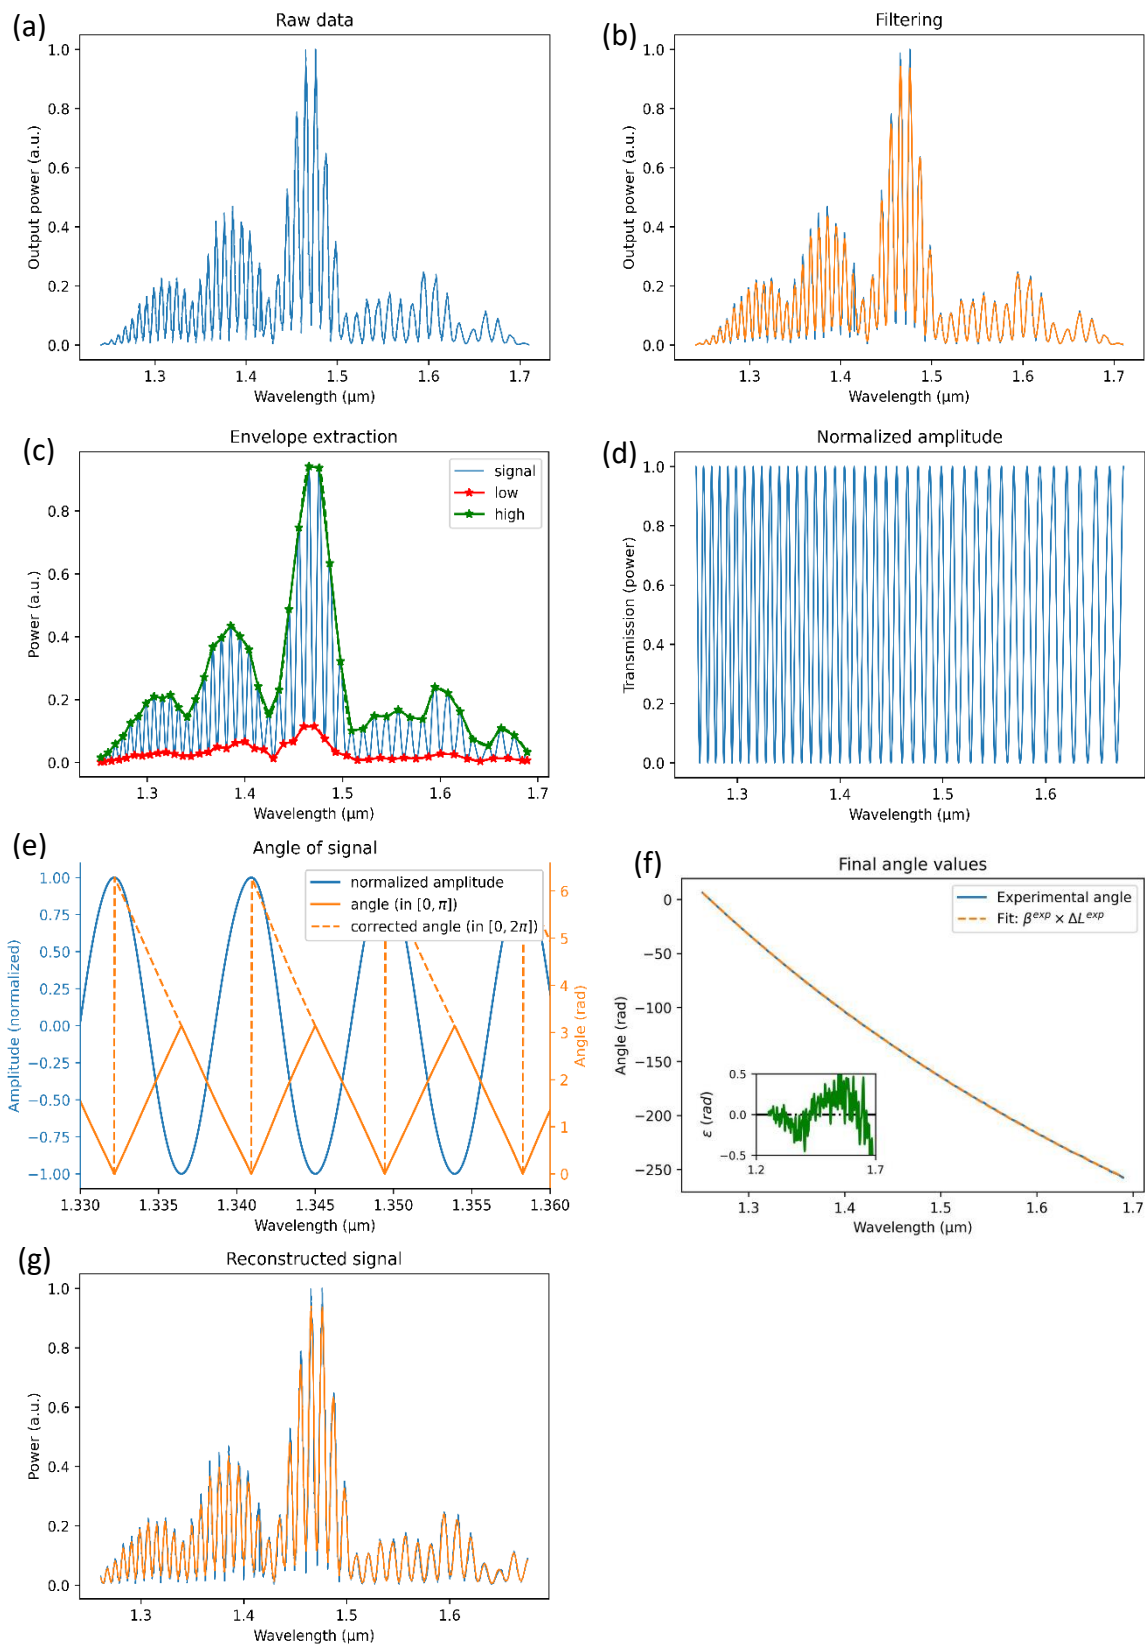 (a)
Raw data
Output power (a.u.)
1.0
0.8
0.6
0.4
0.2
0.0
1.3 1.4 1.5 1.6 1.7
Wavelength (μm)
(b)
Filtering
Output power (a.u.)
1.0
0.8
0.6
0.4
0.2
0.0
1.3 1.4 1.5 1.6 1.7
Wavelength (μm)
(c)
Envelope extraction
Power (a.u.)
0.8
0.6
0.4
0.2
0.0
signal
low
high
1.3 1.4 1.5 1.6 1.7
Wavelength (μm)
(d)
Normalized amplitude
Transmission (power)
1.0
0.8
0.6
0.4
0.2
0.0
1.3 1.4 1.5 1.6
Wavelength (μm)
(e)
Angle of signal
Amplitude (normalized)
1.00
0.75
0.50
0.25
0.00
−0.25
−0.50
−0.75
−1.00
normalized amplitude
angle (in [0, π])
corrected angle (in [0, 2π])
6
5
4
3
2
1
0
Angle (rad)
1.330 1.335 1.340 1.345 1.350 1.355 1.360
Wavelength (μm)
(f)
Final angle values
Angle (rad)
0
−50
−100
−150
−200
−250
Experimental angle
Fit: β^exp × ΔL^exp
ε (rad)
0.5
0.0
−0.5
1.2 1.7
1.3 1.4 1.5 1.6 1.7
Wavelength (μm)
(g)
Reconstructed signal
Power (a.u.)
1.0
0.8
0.6
0.4
0.2
0.0
1.3 1.4 1.5 1.6
Wavelength (μm)